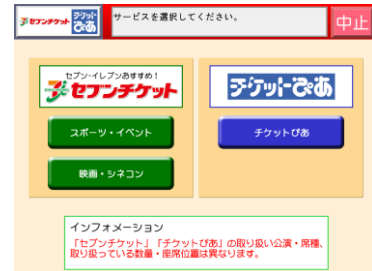 セブンチケット チケットぴあ サービスを選択してください。 中止
セブン-イレブンおすすめ!
セブンチケット
チケットぴあ
スポーツ・イベント
チケットぴあ
映画・シネコン
インフォメーション
「セブンチケット」「チケットぴあ」の取り扱い公演・席種、
取り扱っている数量・座席位置は異なります。